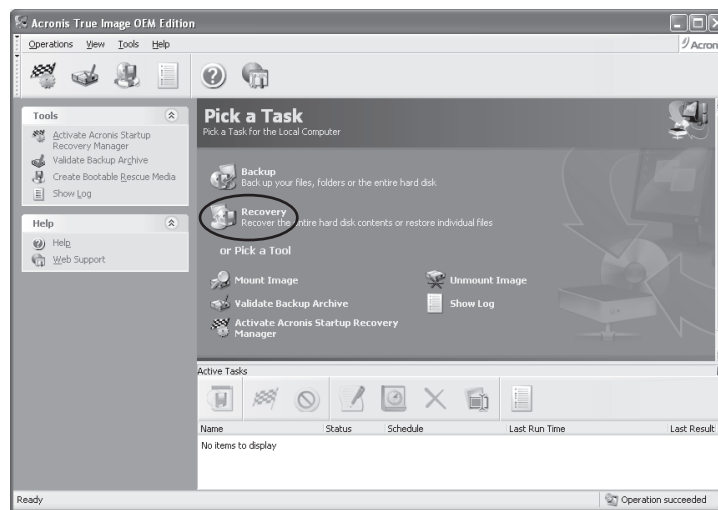 Acronis True Image OEM Edition
Operations View Tools Help
Acron
Tools
Activate Acronis Startup
Recovery Manager
Validate Backup Archive
Create Bootable Rescue Media
Show Log
Help
Help
Web Support
Pick a Task
Pick a Task for the Local Computer
Backup
Back up your files, folders or the entire hard disk
Recovery
Recover the entire hard disk contents or restore individual files
or Pick a Tool
Mount Image
Unmount Image
Validate Backup Archive
Show Log
Activate Acronis Startup Recovery
Manager
Active Tasks
Name Status Schedule Last Run Time Last Result
No items to display
Ready
Operation succeeded